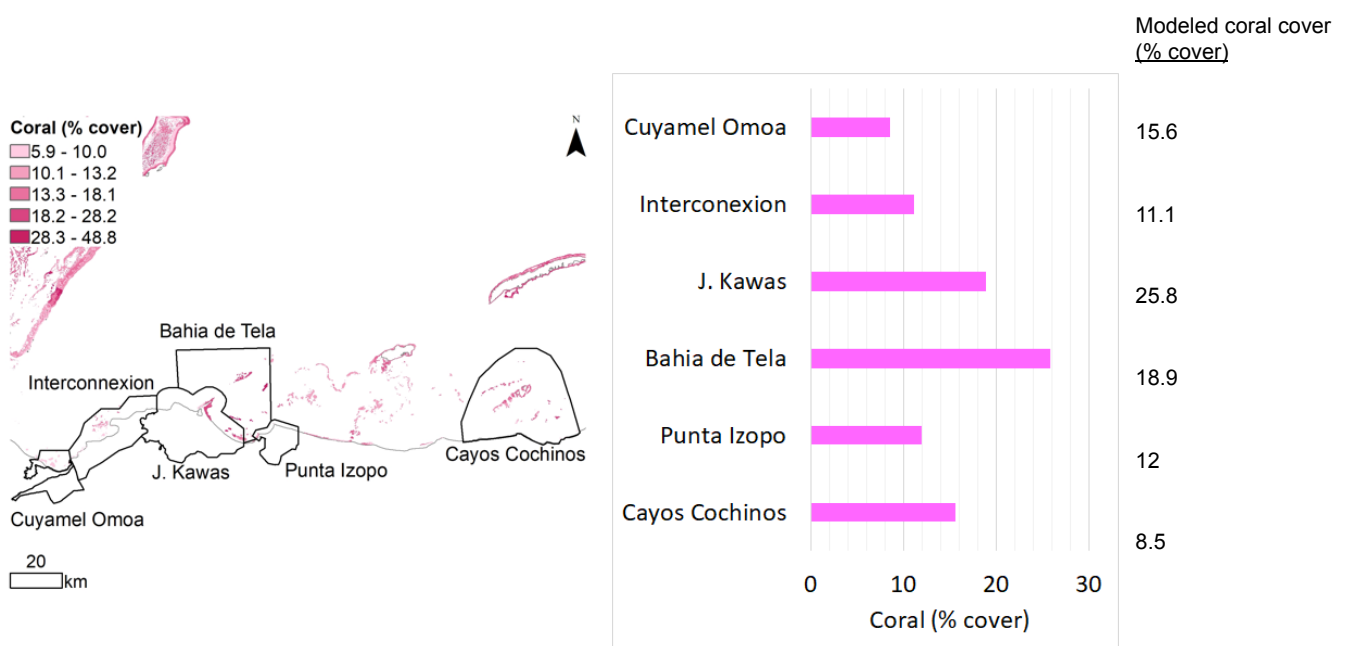 Modeled coral cover
(% cover)
Coral (% cover)
5.9 - 10.0
10.1 - 13.2
13.3 - 18.1
18.2 - 28.2
28.3 - 48.8
N
Bahia de Tela
Interconnexion
J. Kawas
Punta Izopo
Cayos Cochinos
Cuyamel Omoa
20
km
Cuyamel Omoa
Interconexion
J. Kawas
Bahia de Tela
Punta Izopo
Cayos Cochinos
0 10 20 30
Coral (% cover)
15.6
11.1
25.8
18.9
12
8.5